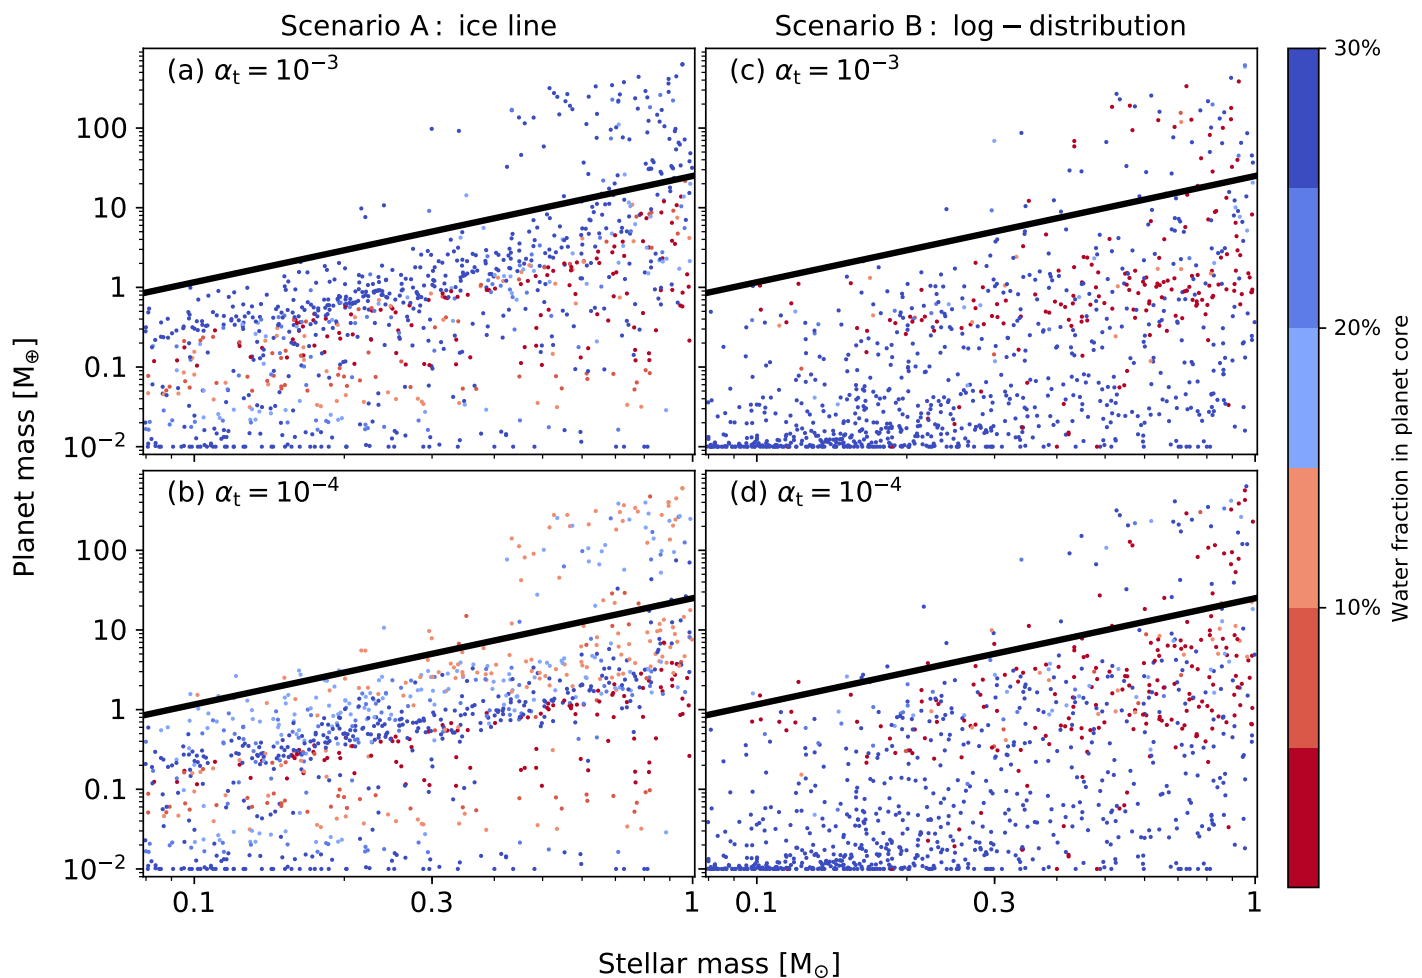 Scenario A : ice line
Scenario B : log − distribution
(a) αt = 10−3
(c) αt = 10−3
30%
100
10
1
0.1
10−2
20%
(b) αt = 10−4
(d) αt = 10−4
100
10
1
0.1
10−2
10%
0.1
0.3
1
0.1
0.3
1
Planet mass [M⊕]
Water fraction in planet core
Stellar mass [M⊙]